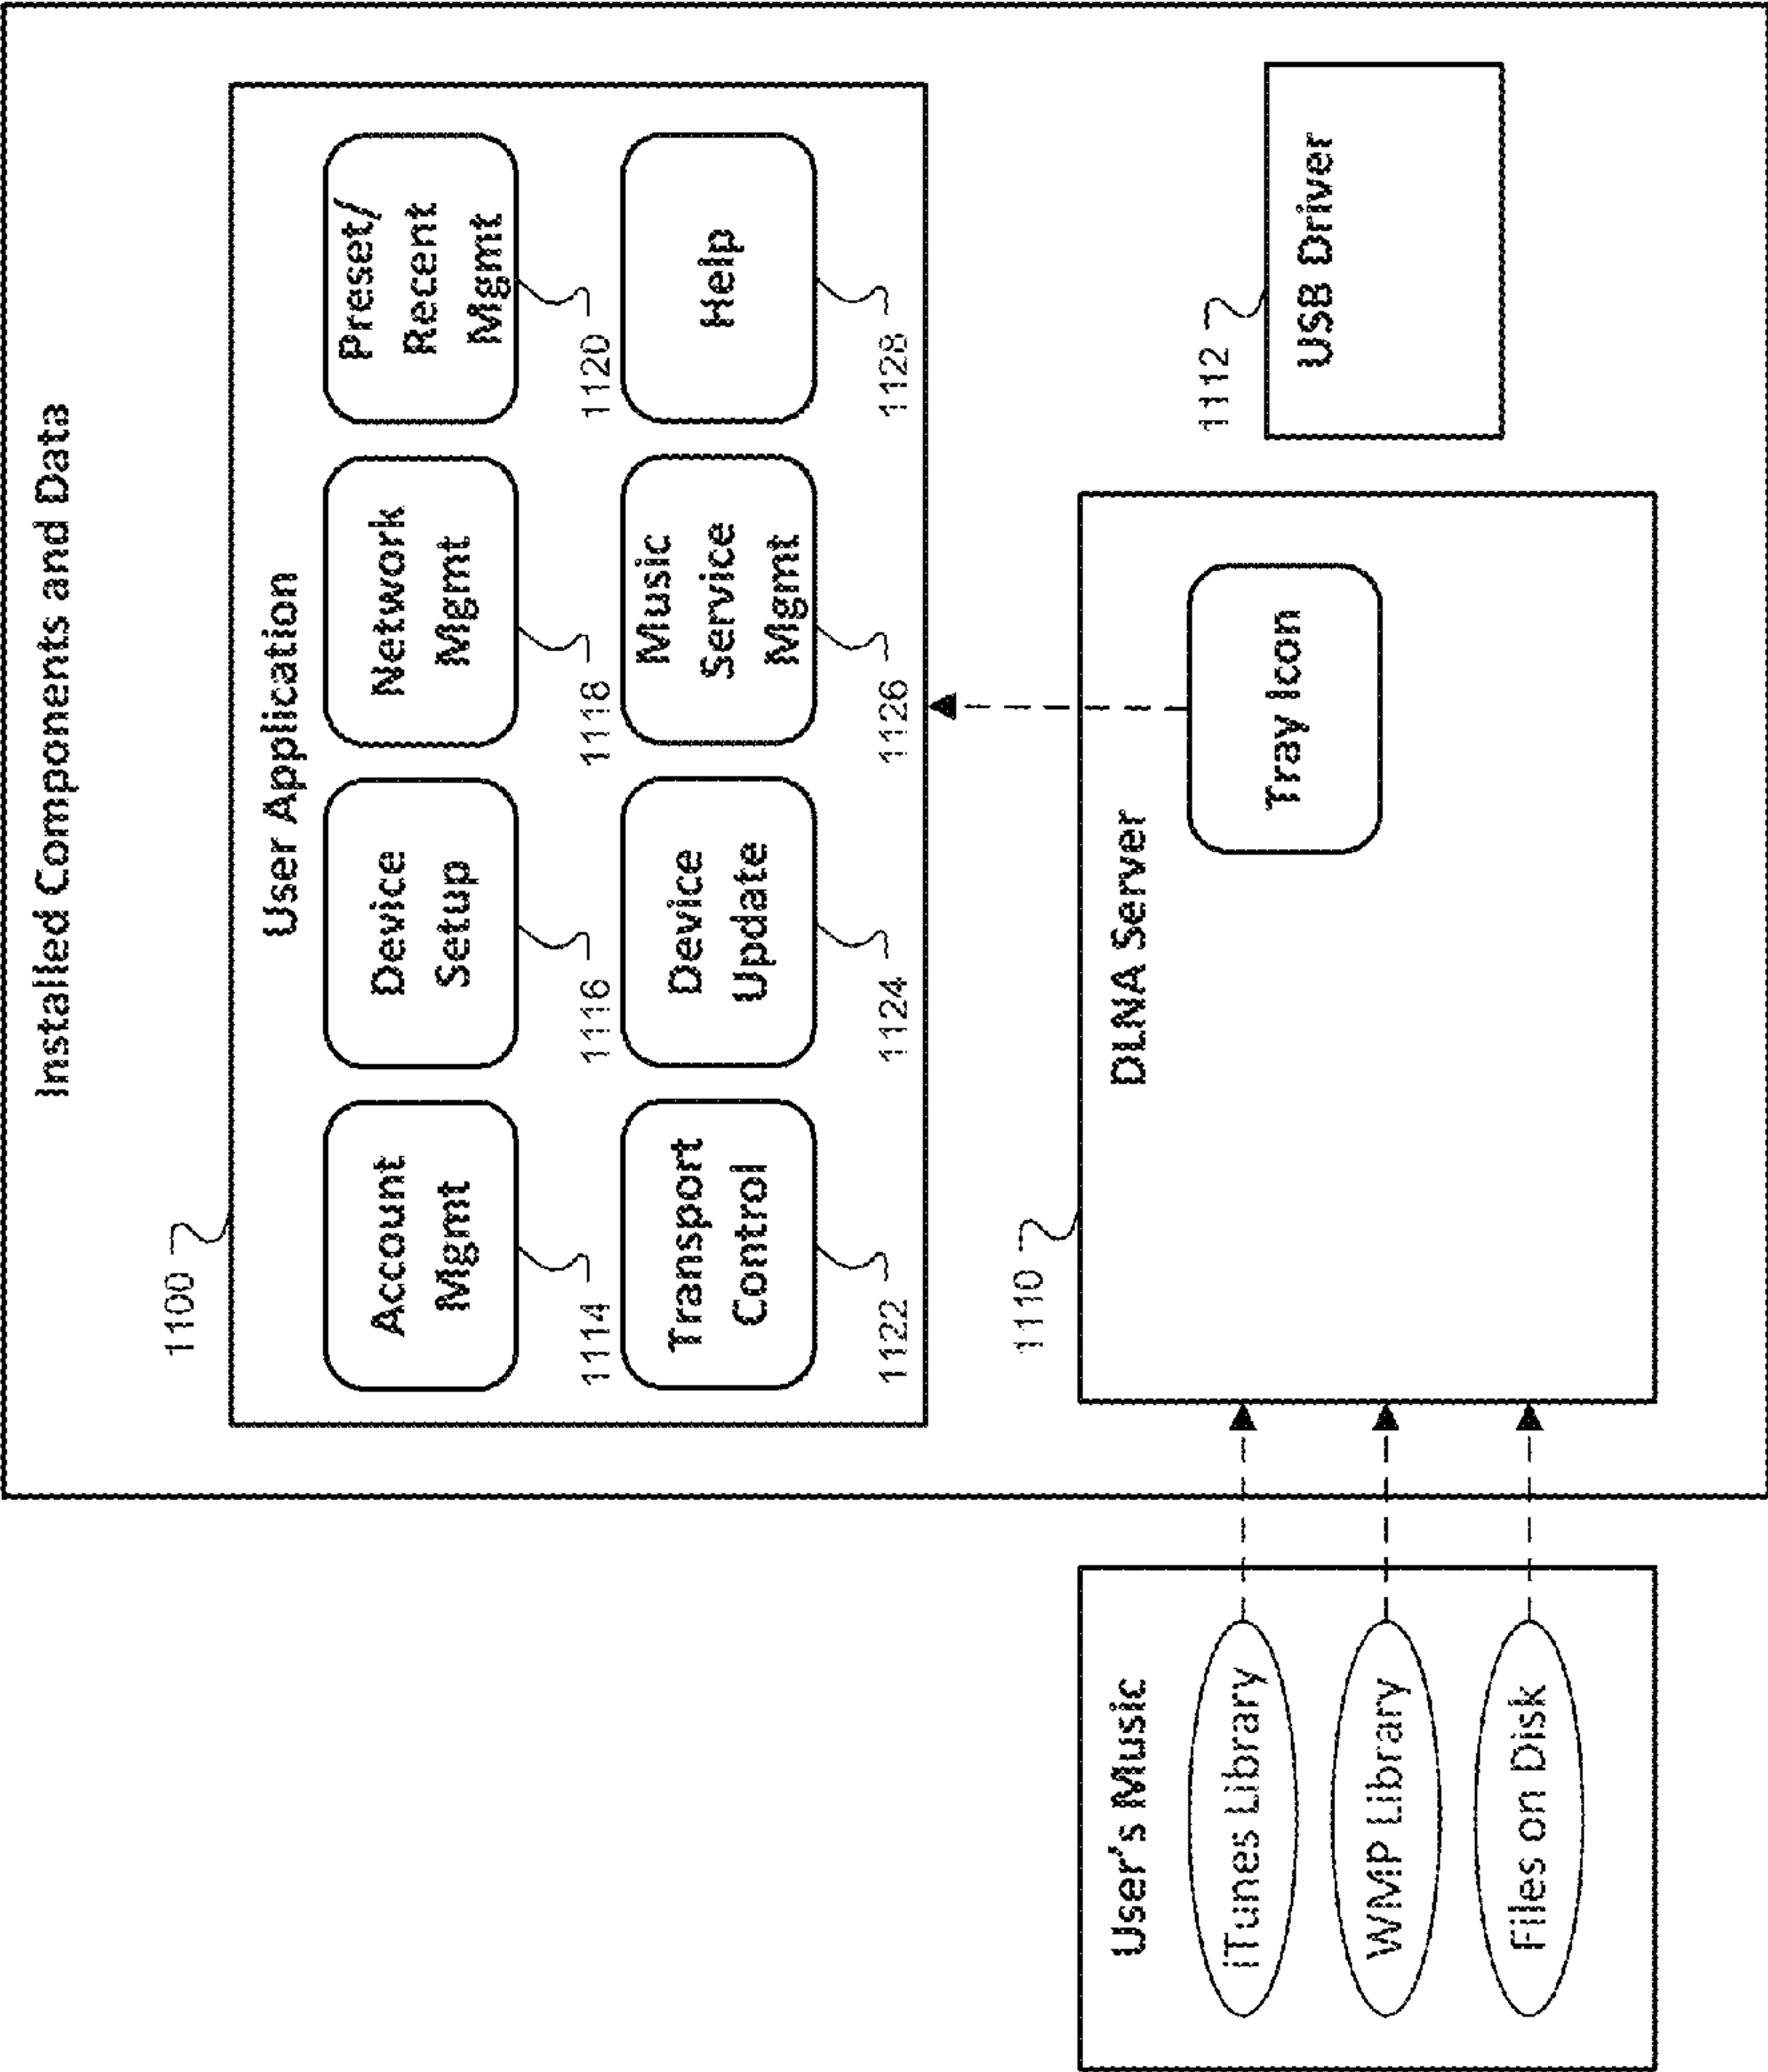 Installed Components and Data
1100
User Application
Account
Mgmt
1114
Device
Setup
1116
Network
Mgmt
1118
Preset/
Recent
Mgmt
1120
Transport
Control
1122
Device
Update
1124
Music
Service
Mgmt
1126
Help
1128
User's Music
iTunes Library
WMP Library
Files on Disk
1110
DLNA Server
Tray Icon
1112
USB Driver